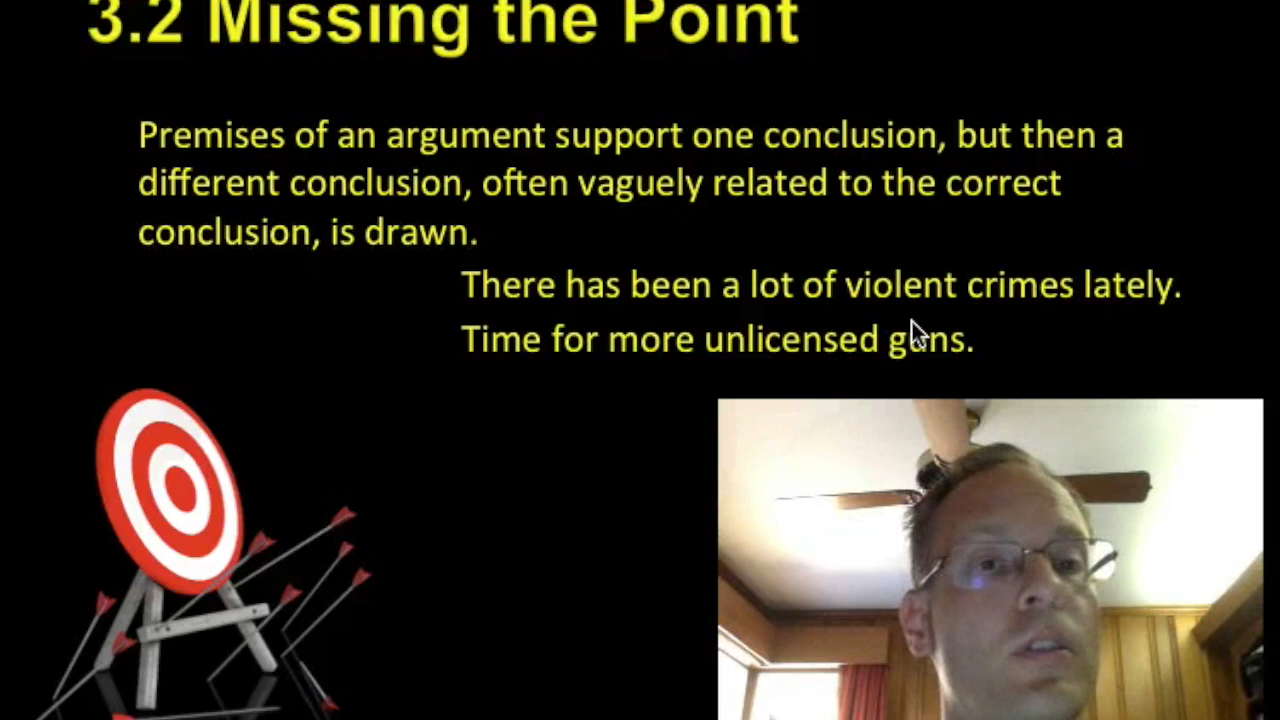 3.2 Missing the Point
Premises of an argument support one conclusion, but then a
different conclusion, often vaguely related to the correct
conclusion, is drawn.
There has been a lot of violent crimes lately.
Time for more unlicensed guns.